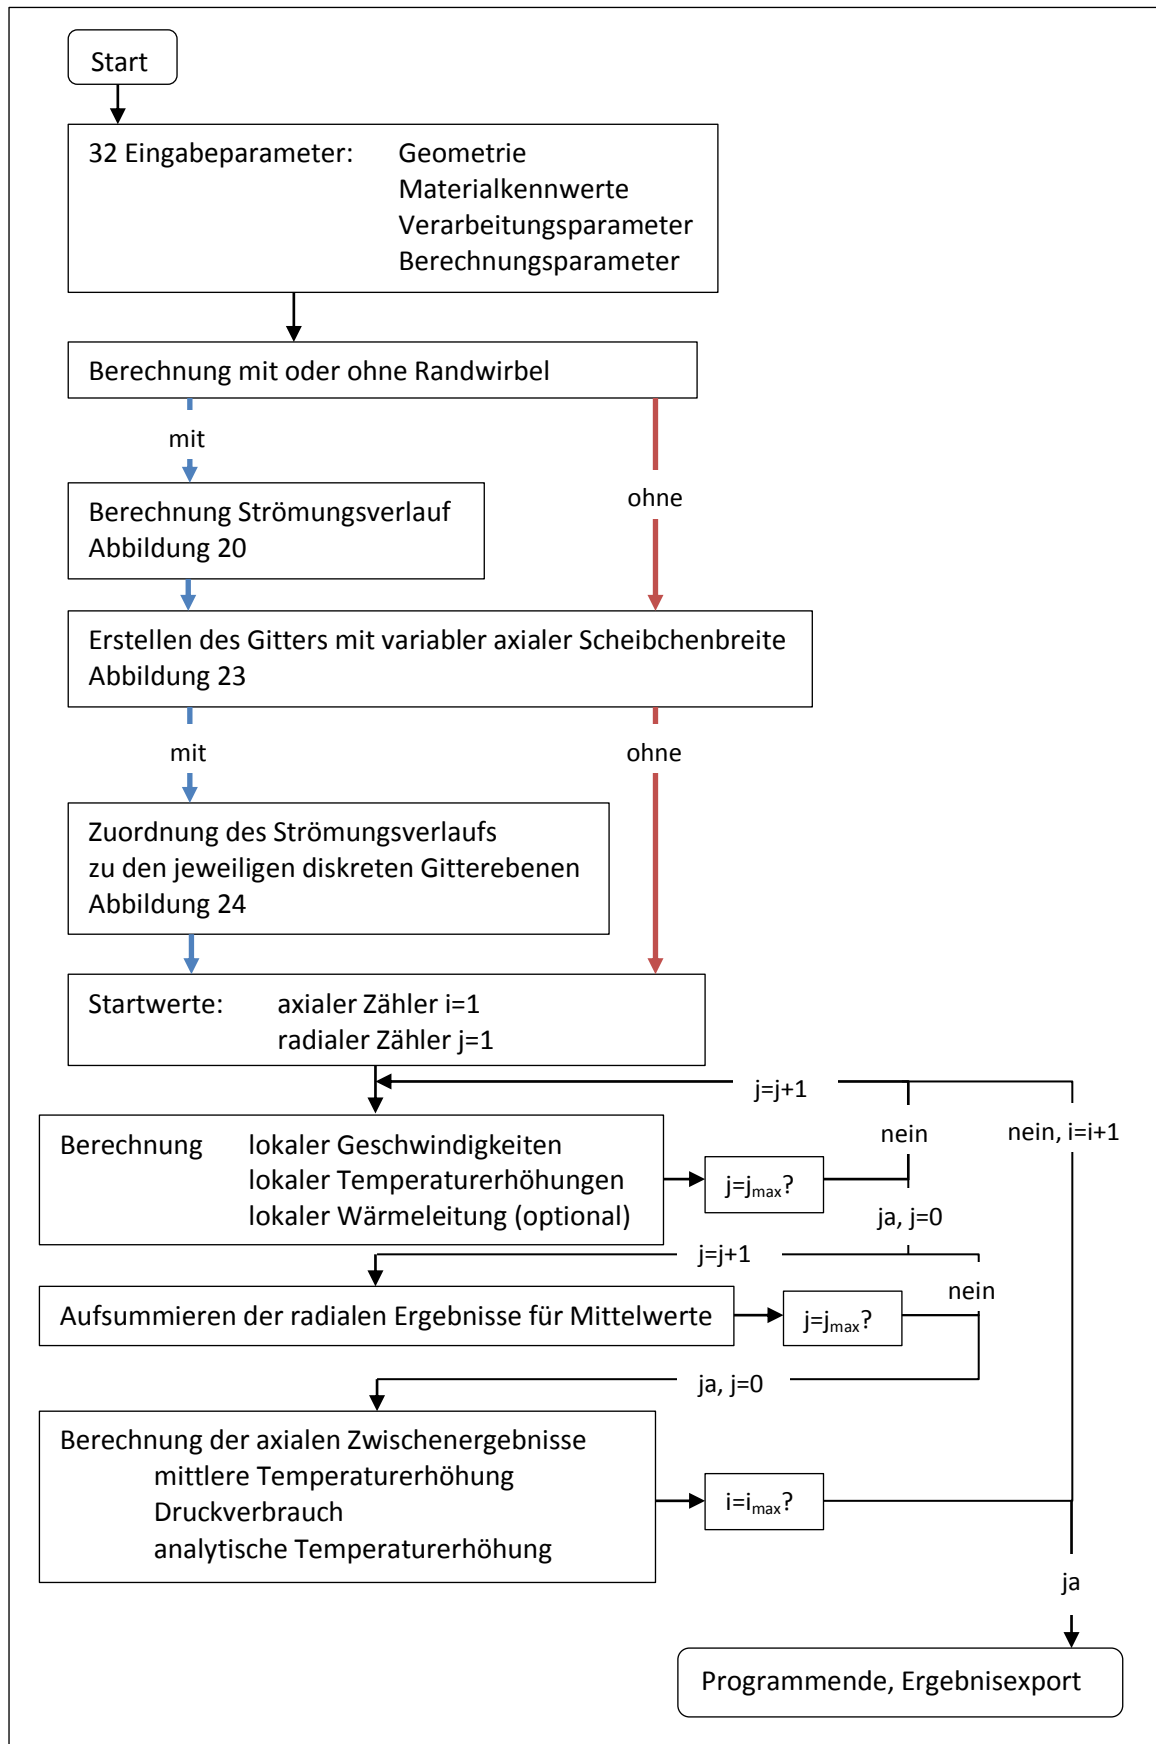 Start
32 Eingabeparameter: Geometrie
Materialkennwerte
Verarbeitungsparameter
Berechnungsparameter
Berechnung mit oder ohne Randwirbel
mit
Berechnung Strömungsverlauf
Abbildung 20
ohne
Erstellen des Gitters mit variabler axialer Scheibchenbreite
Abbildung 23
mit
ohne
Zuordnung des Strömungsverlaufs
zu den jeweiligen diskreten Gitterebenen
Abbildung 24
Startwerte: axialer Zähler i=1
radialer Zähler j=1
j=j+1
Berechnung lokaler Geschwindigkeiten
lokaler Temperaturerhöhungen
lokaler Wärmeleitung (optional)
j=jmax?
nein
nein, i=i+1
ja, j=0
j=j+1
Aufsummieren der radialen Ergebnisse für Mittelwerte
j=jmax?
nein
ja, j=0
Berechnung der axialen Zwischenergebnisse
mittlere Temperaturerhöhung
Druckverbrauch
analytische Temperaturerhöhung
i=imax?
ja
Programmende, Ergebnisexport